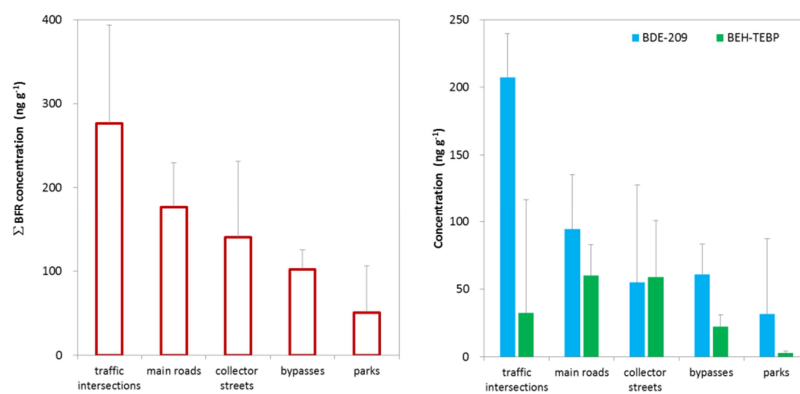 400
300
200
100
0
∑ BFR concentration (ng g⁻¹)
traffic
intersections
main roads
collector
streets
bypasses
parks
250
200
150
100
50
0
Concentration (ng g⁻¹)
BDE-209
BEH-TEBP
traffic
intersections
main roads
collector
streets
bypasses
parks